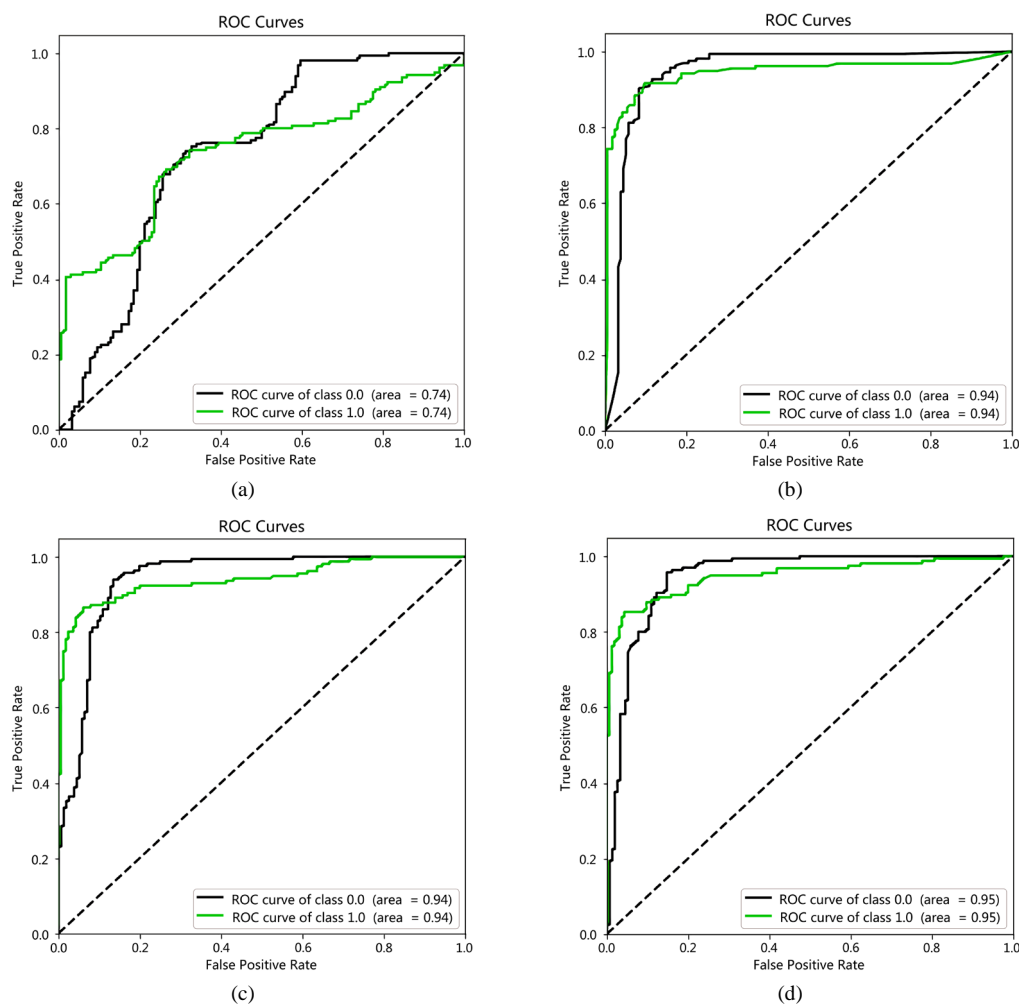 ROC Curves
1.0
0.8
0.6
0.4
0.2
0.0
True Positive Rate
ROC curve of class 0.0 (area = 0.74)
ROC curve of class 1.0 (area = 0.74)
0.0 0.2 0.4 0.6 0.8 1.0
False Positive Rate
(a)
ROC Curves
1.0
0.8
0.6
0.4
0.2
0.0
True Positive Rate
ROC curve of class 0.0 (area = 0.94)
ROC curve of class 1.0 (area = 0.94)
0.0 0.2 0.4 0.6 0.8 1.0
False Positive Rate
(b)
ROC Curves
1.0
0.8
0.6
0.4
0.2
0.0
True Positive Rate
ROC curve of class 0.0 (area = 0.94)
ROC curve of class 1.0 (area = 0.94)
0.0 0.2 0.4 0.6 0.8 1.0
False Positive Rate
(c)
ROC Curves
1.0
0.8
0.6
0.4
0.2
0.0
True Positive Rate
ROC curve of class 0.0 (area = 0.95)
ROC curve of class 1.0 (area = 0.95)
0.0 0.2 0.4 0.6 0.8 1.0
False Positive Rate
(d)